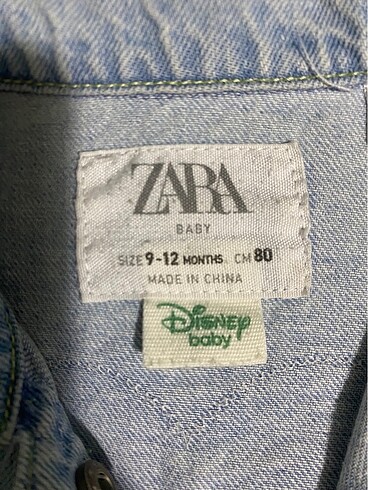 ZARA
BABY
SIZE 9-12 MONTHS CM 80
MADE IN CHINA
Disney
baby